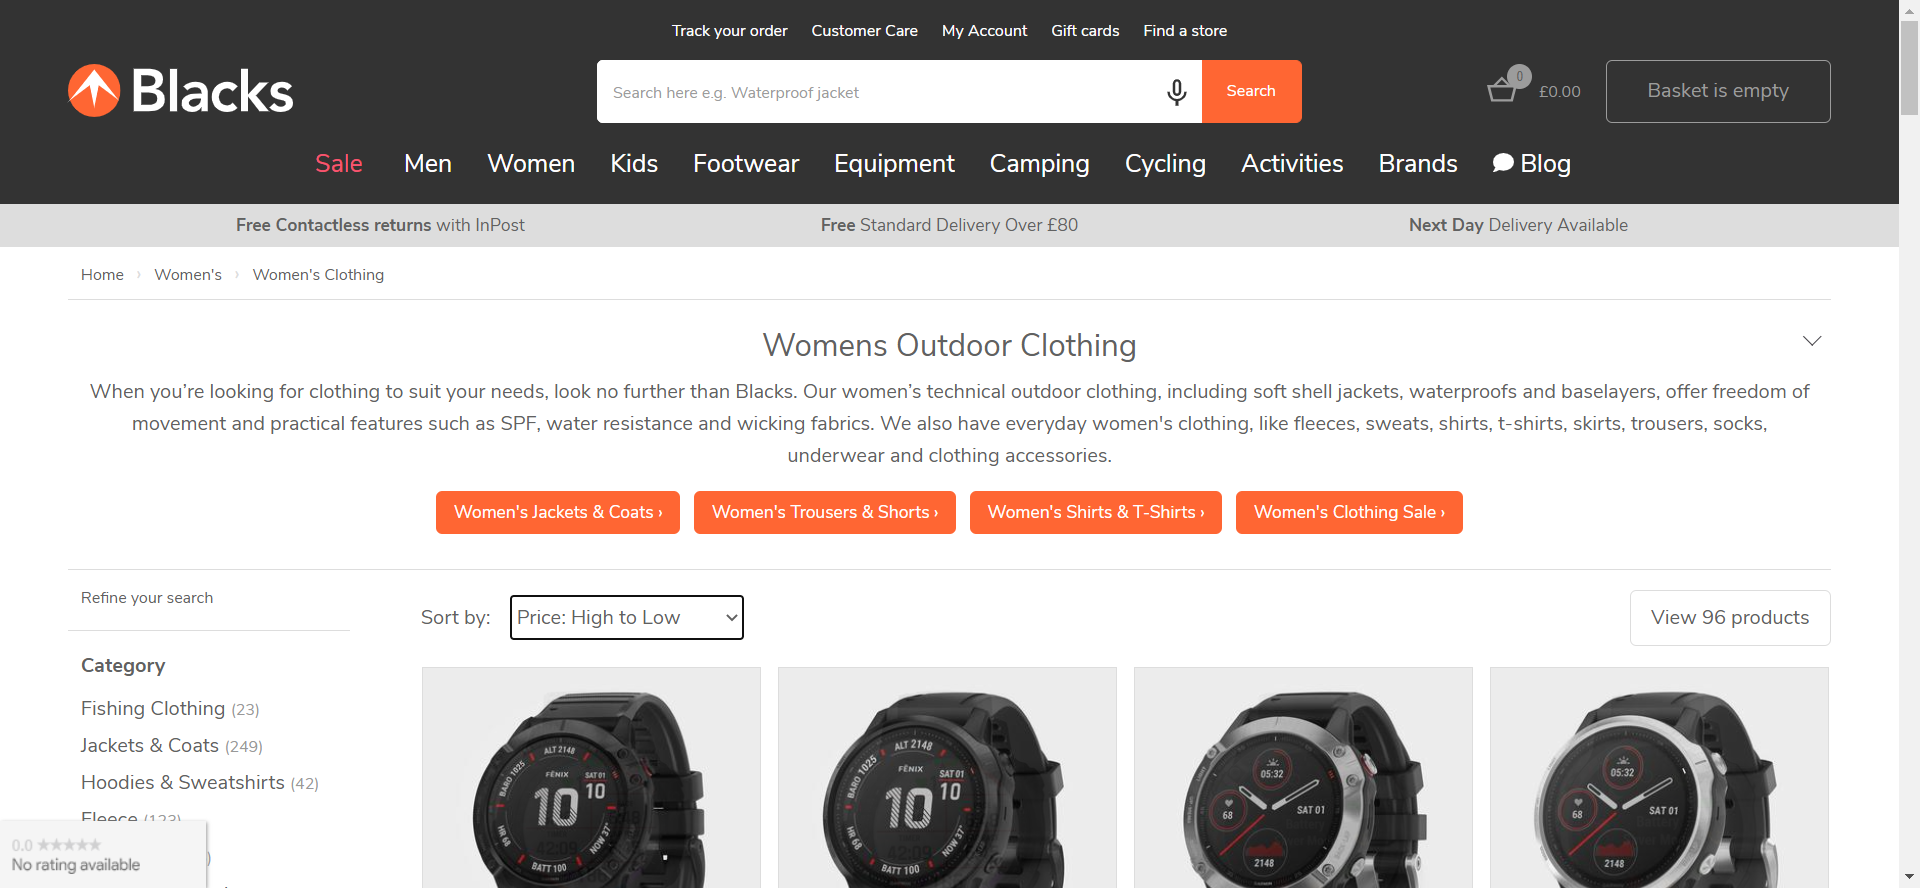 Track your order Customer Care My Account Gift cards Find a store
Blacks
Search here e.g. Waterproof jacket
Search
0
£0.00
Basket is empty
Sale Men Women Kids Footwear Equipment Camping Cycling Activities Brands Blog
Free Contactless returns with InPost
Free Standard Delivery Over £80
Next Day Delivery Available
Home › Women's › Women's Clothing
Womens Outdoor Clothing
When you’re looking for clothing to suit your needs, look no further than Blacks. Our women’s technical outdoor clothing, including soft shell jackets, waterproofs and baselayers, offer freedom of
movement and practical features such as SPF, water resistance and wicking fabrics. We also have everyday women's clothing, like fleeces, sweats, shirts, t-shirts, skirts, trousers, socks,
underwear and clothing accessories.
Women's Jackets & Coats ›
Women's Trousers & Shorts ›
Women's Shirts & T-Shirts ›
Women's Clothing Sale ›
Refine your search
Sort by: Price: High to Low
View 96 products
Category
Fishing Clothing (23)
Jackets & Coats (249)
Hoodies & Sweatshirts (42)
Fleece (123)
0.0 ★★★★★
No rating available
ALT 2148
BARO 1025
FĒNIX
SAT 01
10 10
HR 68
42:09
NOW 37°
BATT 100
ALT 2148
BARO 1025
FĒNIX
SAT 01
10 10
HR 68
42:09
NOW 37°
BATT 100
05:32
68
SAT 01
2148
05:32
68
SAT 01
2148